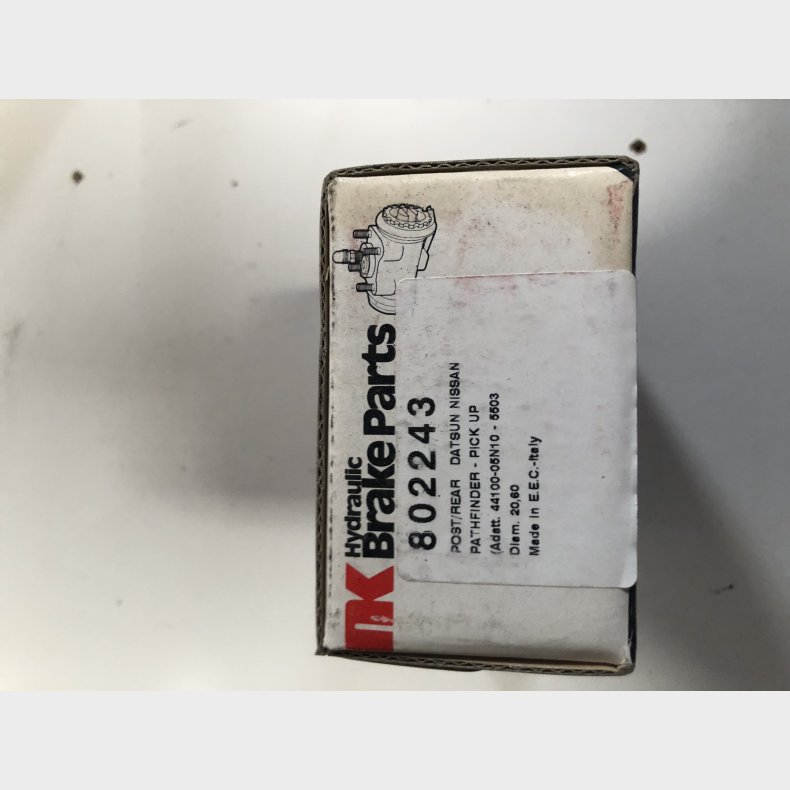 NK Hydraulic
Brake Parts
802243
POST/REAR DATSUN NISSAN
PATHFINDER - PICK UP
(Adatt. 44100-05N10 - 5503
Diam. 20,60
Made in E.E.C.-Italy